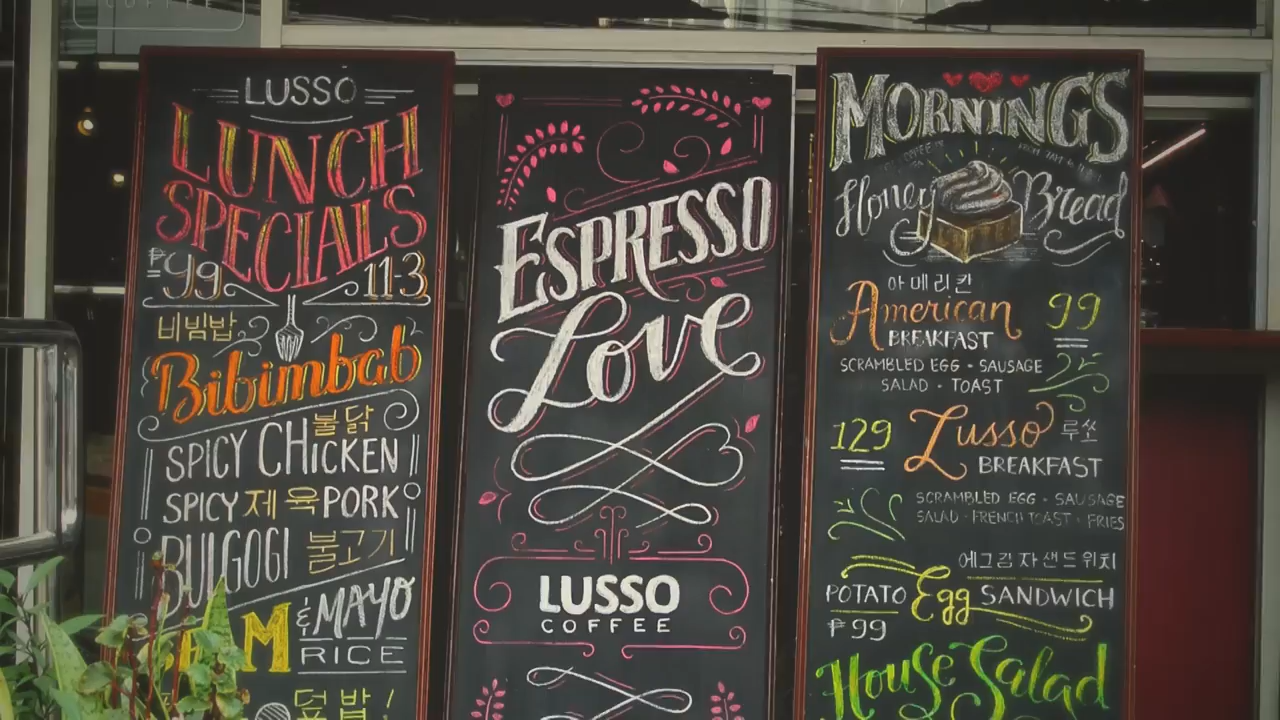 COFFEE
LUSSO
LUNCH
SPECIALS
₱99 113
비빔밥
Bibimbab
불닭
SPICY CHICKEN
SPICY 제육 PORK
BULGOGI 불고기
& MAYO
RICE
덮밥!
ESPRESSO
Love
LUSSO
COFFEE
MORNINGS
Honey Bread
아메리칸
American 99
BREAKFAST
SCRAMBLED EGG · SAUSAGE
SALAD · TOAST
129 Lusso 루쏘
BREAKFAST
SCRAMBLED EGG · SAUSAGE
SALAD · FRENCH TOAST · FRIES
에그감자샌드위치
POTATO Egg SANDWICH
₱99
House Salad